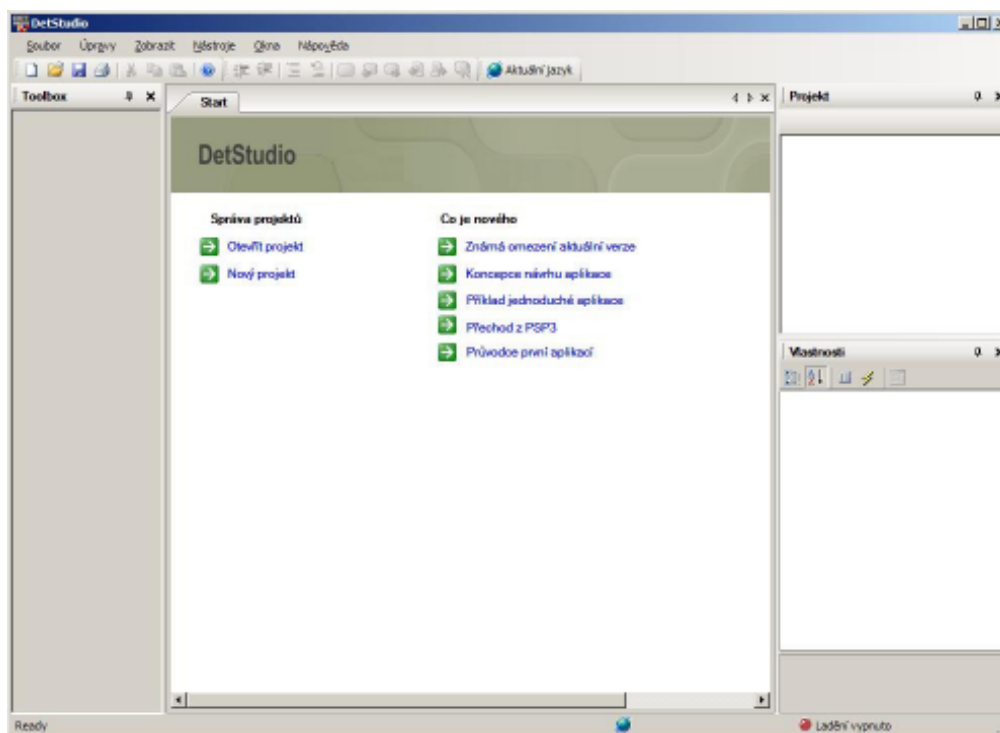 DetStudio
Soubor Úpravy Zobrazit Nástroje Okna Nápověda
Aktuální jazyk
Toolbox
Start
Projekt
DetStudio
Správa projektů
Otevřít projekt
Nový projekt
Co je nového
Známá omezení aktuální verze
Koncepce návrhu aplikace
Příklad jednoduché aplikace
Přechod z PSP3
Průvodce první aplikací
Vlastnosti
Ready
Ladění vypnuto